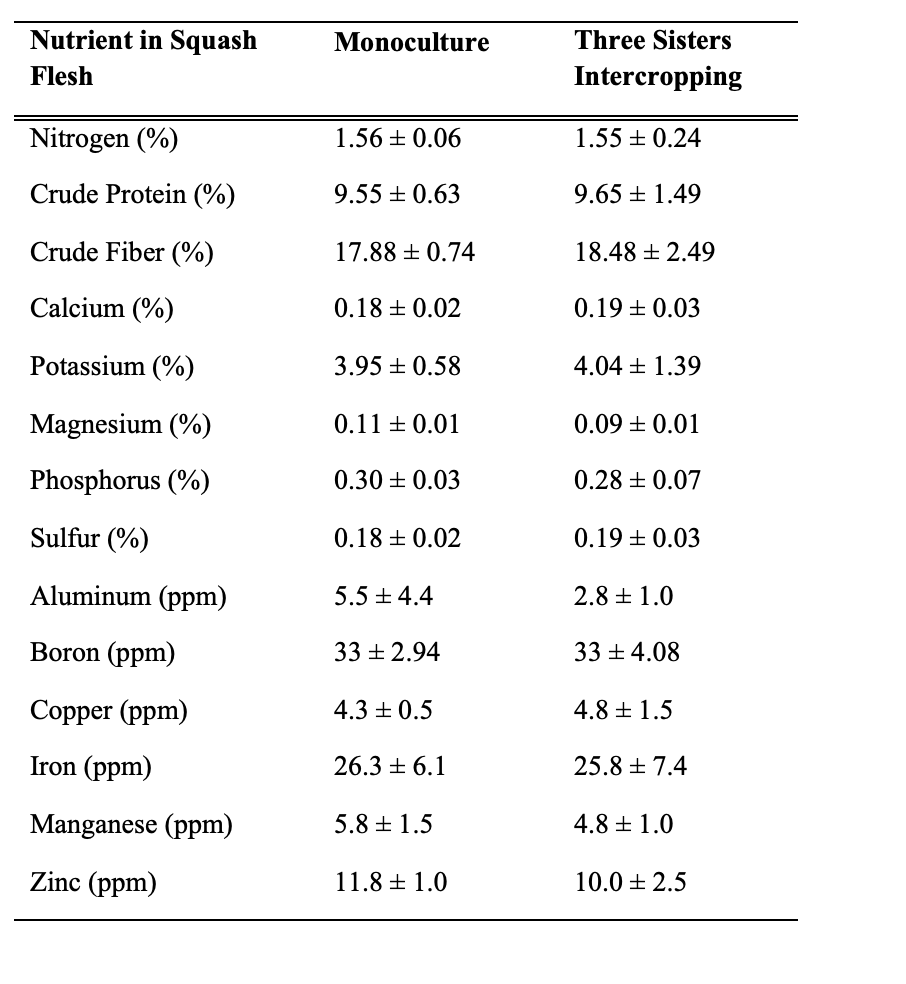 Nutrient in Squash Flesh Monoculture Three Sisters Intercropping
Nitrogen (%) 1.56 ± 0.06 1.55 ± 0.24
Crude Protein (%) 9.55 ± 0.63 9.65 ± 1.49
Crude Fiber (%) 17.88 ± 0.74 18.48 ± 2.49
Calcium (%) 0.18 ± 0.02 0.19 ± 0.03
Potassium (%) 3.95 ± 0.58 4.04 ± 1.39
Magnesium (%) 0.11 ± 0.01 0.09 ± 0.01
Phosphorus (%) 0.30 ± 0.03 0.28 ± 0.07
Sulfur (%) 0.18 ± 0.02 0.19 ± 0.03
Aluminum (ppm) 5.5 ± 4.4 2.8 ± 1.0
Boron (ppm) 33 ± 2.94 33 ± 4.08
Copper (ppm) 4.3 ± 0.5 4.8 ± 1.5
Iron (ppm) 26.3 ± 6.1 25.8 ± 7.4
Manganese (ppm) 5.8 ± 1.5 4.8 ± 1.0
Zinc (ppm) 11.8 ± 1.0 10.0 ± 2.5